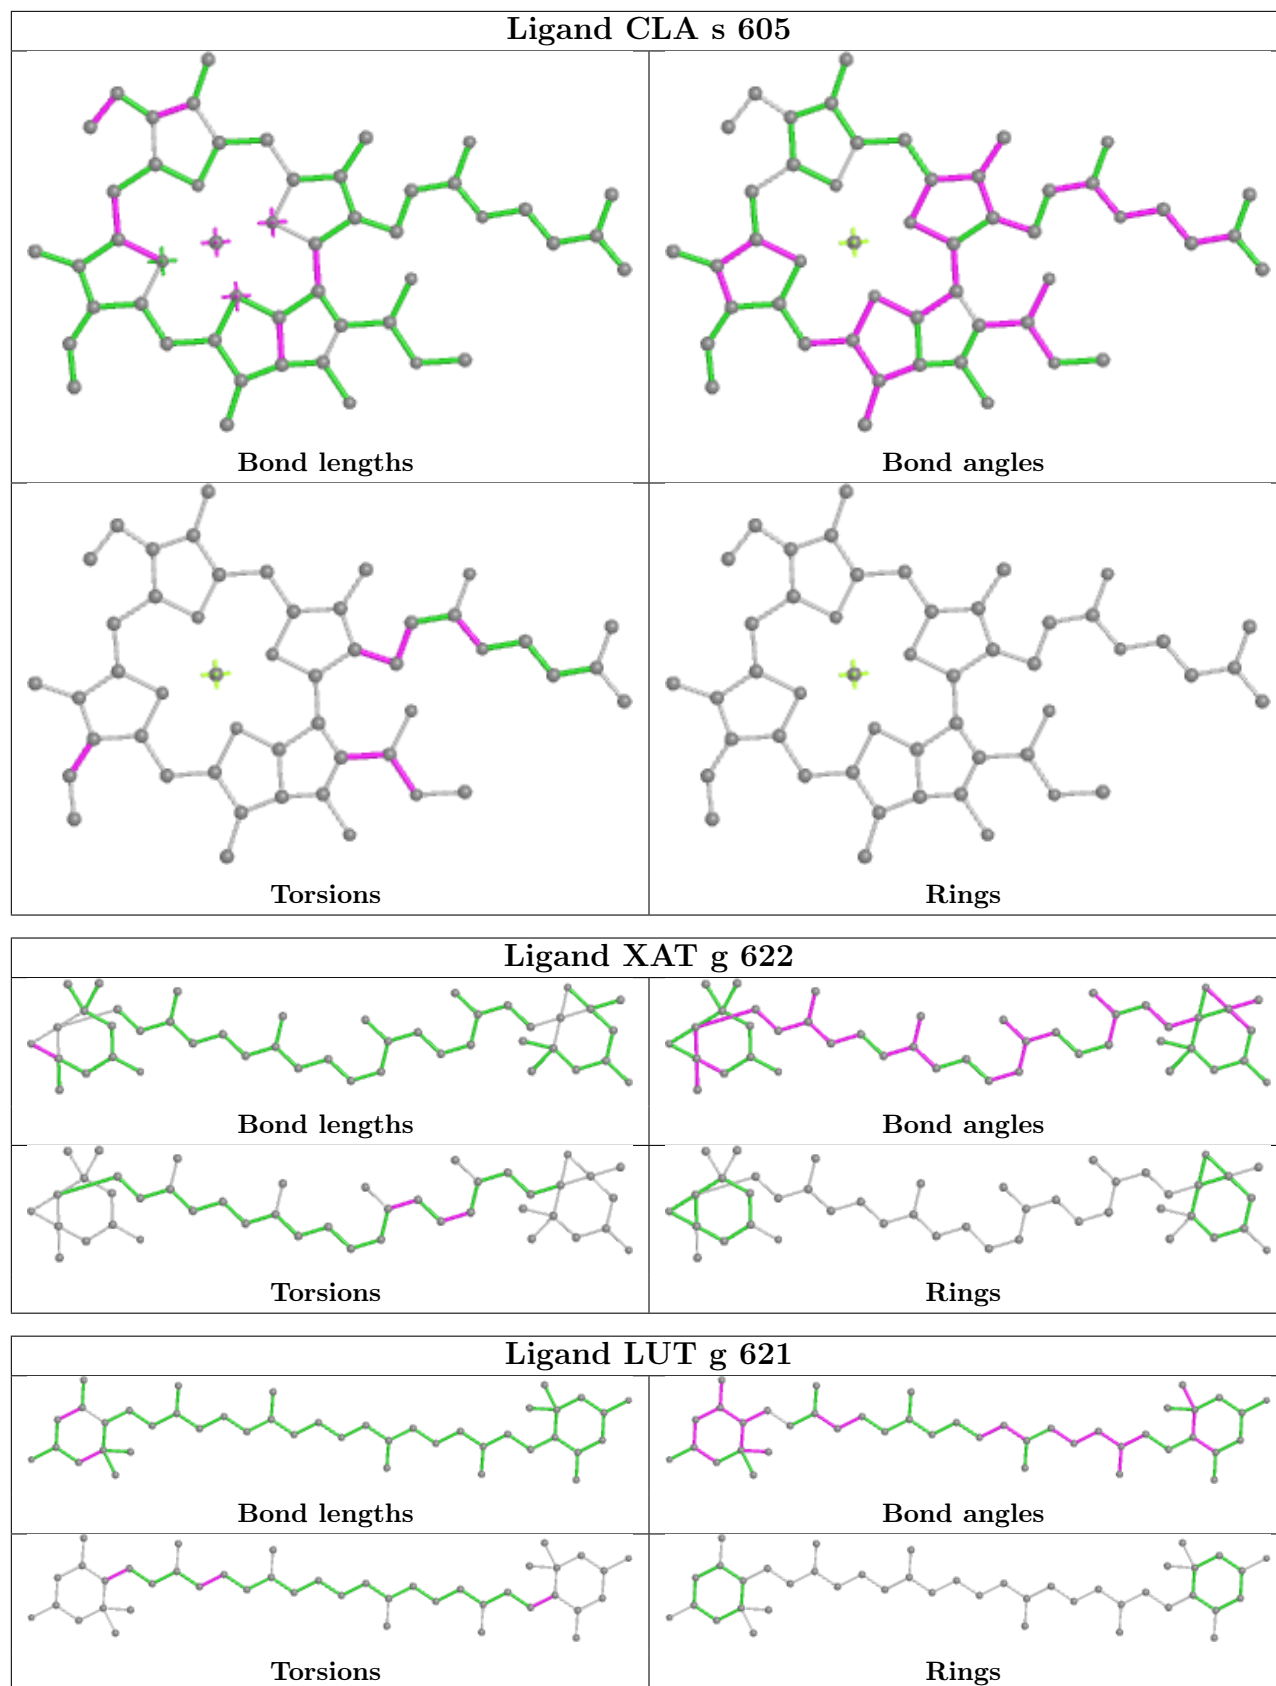 Ligand CLA s 605
Bond lengths
Bond angles
Torsions
Rings
Ligand XAT g 622
Bond lengths
Bond angles
Torsions
Rings
Ligand LUT g 621
Bond lengths
Bond angles
Torsions
Rings